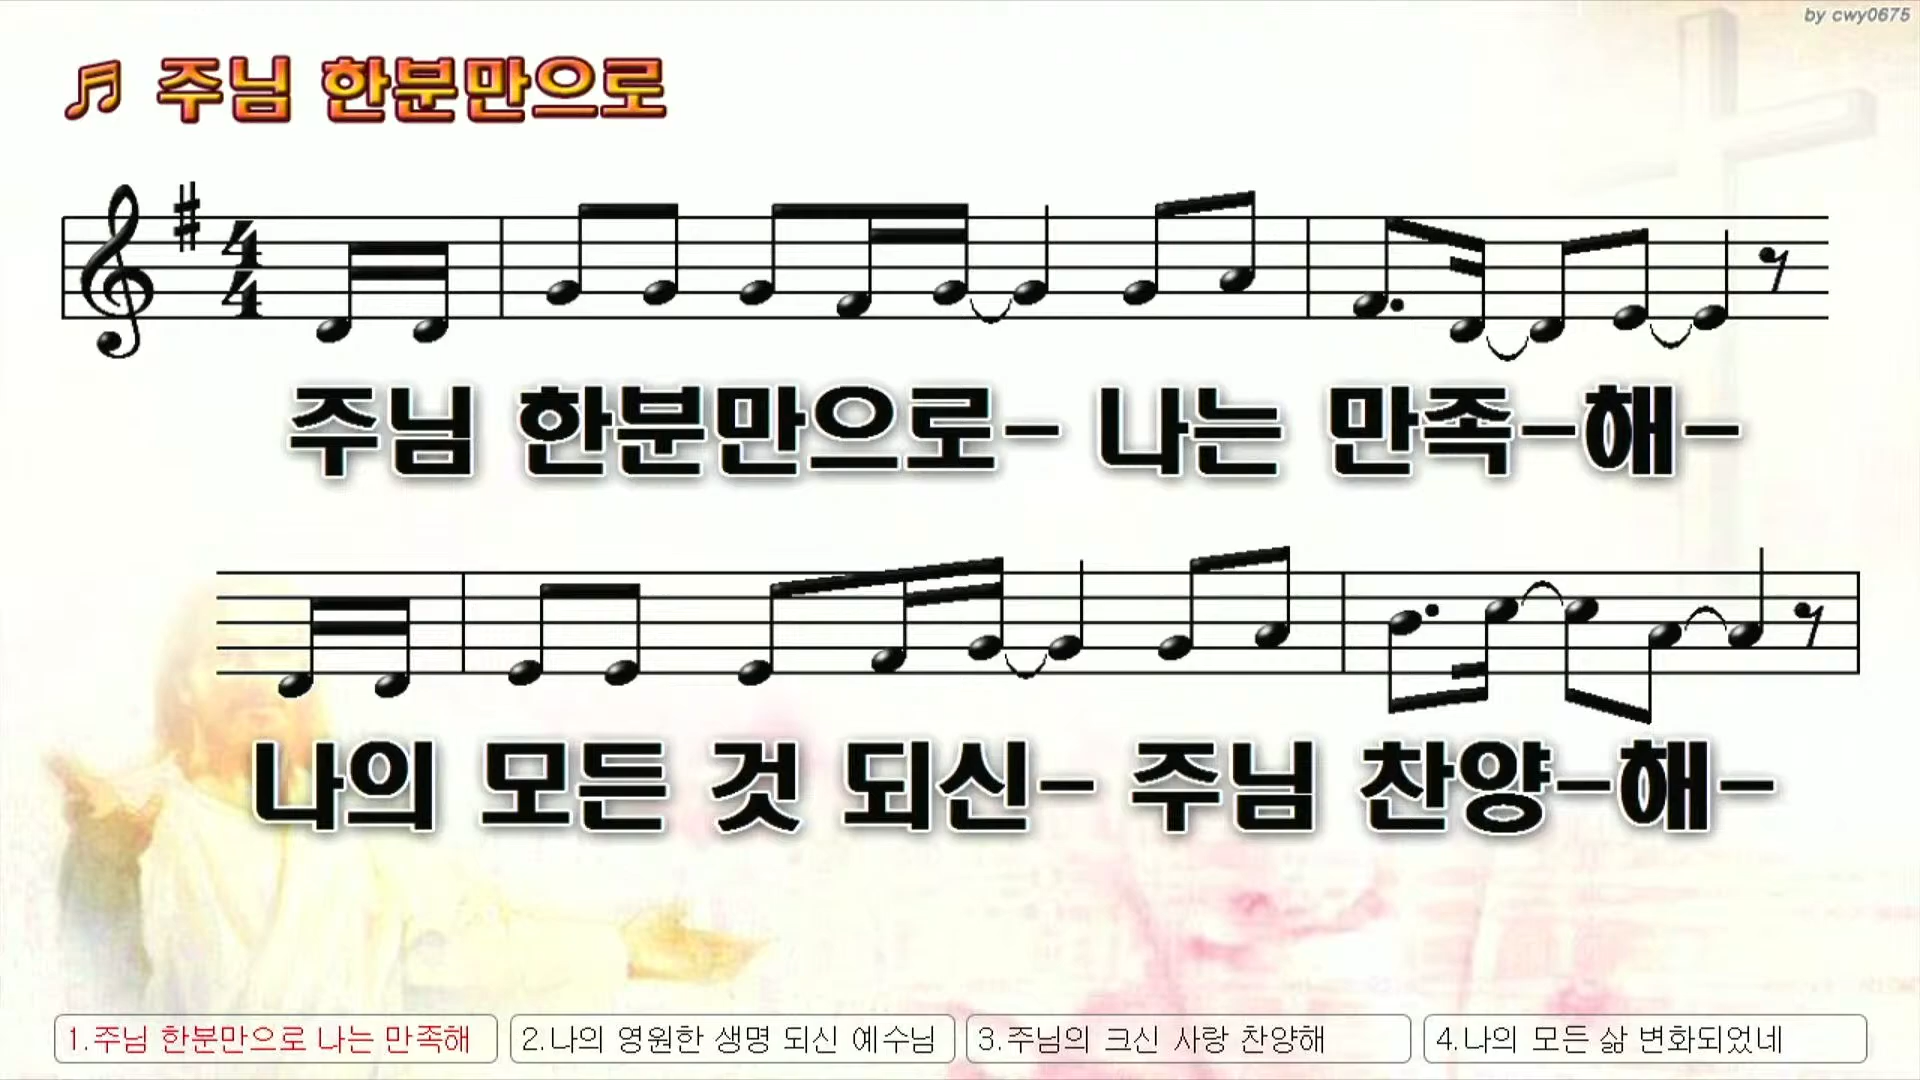 by cwy0675
주님 한분만으로
주님 한분만으로- 나는 만족-해-
나의 모든 것 되신- 주님 찬양-해-
1.주님 한분만으로 나는 만족해
2.나의 영원한 생명 되신 예수님
3.주님의 크신 사랑 찬양해
4.나의 모든 삶 변화되었네